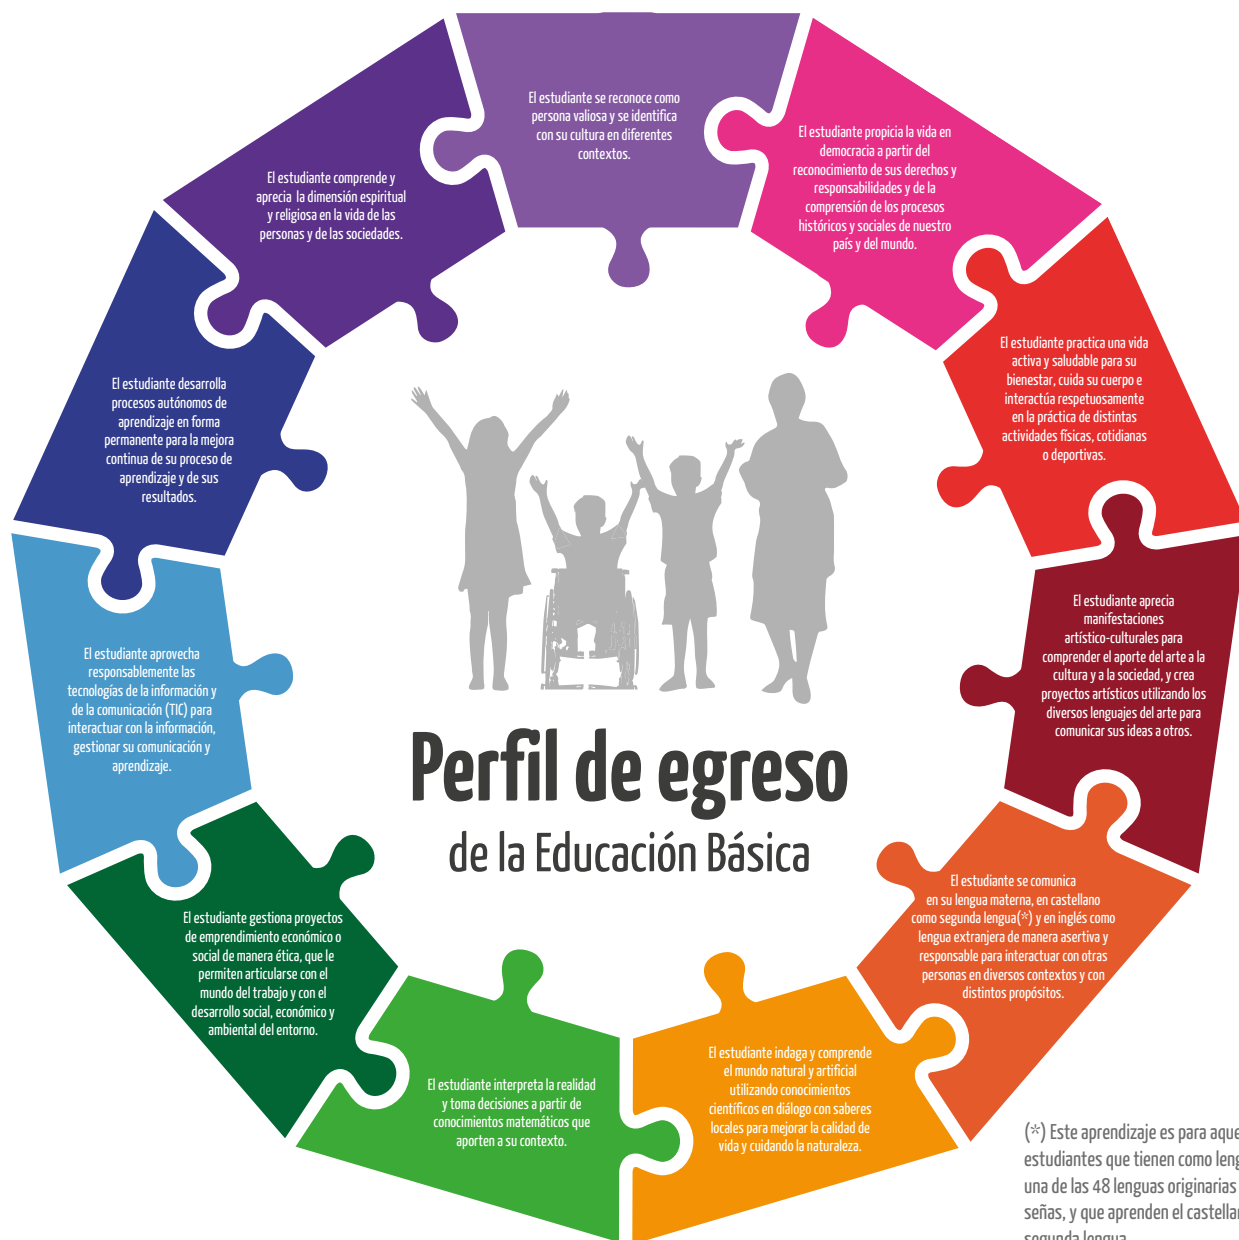 El estudiante se reconoce como
persona valiosa y se identifica
con su cultura en diferentes
contextos.
El estudiante propicia la vida en
democracia a partir del
reconocimiento de sus derechos y
responsabilidades y de la
comprensión de los procesos
históricos y sociales de nuestro
país y del mundo.
El estudiante practica una vida
activa y saludable para su
bienestar, cuida su cuerpo e
interactúa respetuosamente
en la práctica de distintas
actividades físicas, cotidianas
o deportivas.
El estudiante aprecia
manifestaciones
artístico-culturales para
comprender el aporte del arte a la
cultura y a la sociedad, y crea
proyectos artísticos utilizando los
diversos lenguajes del arte para
comunicar sus ideas a otros.
El estudiante se comunica
en su lengua materna, en castellano
como segunda lengua(*) y en inglés como
lengua extranjera de manera asertiva y
responsable para interactuar con otras
personas en diversos contextos y con
distintos propósitos.
El estudiante indaga y comprende
el mundo natural y artificial
utilizando conocimientos
científicos en diálogo con saberes
locales para mejorar la calidad de
vida y cuidando la naturaleza.
El estudiante interpreta la realidad
y toma decisiones a partir de
conocimientos matemáticos que
aporten a su contexto.
El estudiante gestiona proyectos
de emprendimiento económico o
social de manera ética, que le
permiten articularse con el
mundo del trabajo y con el
desarrollo social, económico y
ambiental del entorno.
El estudiante aprovecha
responsablemente las
tecnologías de la información y
de la comunicación (TIC) para
interactuar con la información,
gestionar su comunicación y
aprendizaje.
El estudiante desarrolla
procesos autónomos de
aprendizaje en forma
permanente para la mejora
continua de su proceso de
aprendizaje y de sus
resultados.
El estudiante comprende y
aprecia la dimensión espiritual
y religiosa en la vida de las
personas y de las sociedades.
Perfil de egreso
de la Educación Básica
(*) Este aprendizaje es para
estudiantes que tienen como
una de las 48 lenguas originarias
señas, y que aprenden el
segunda lengua